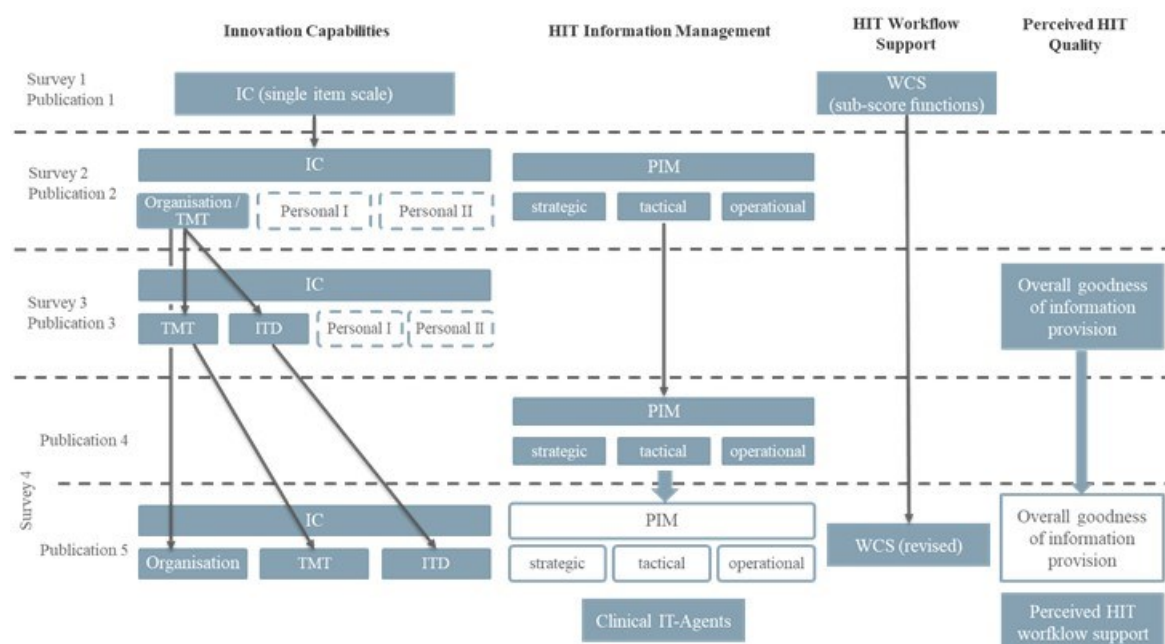 Innovation Capabilities
HIT Information Management
HIT Workflow
Support
Perceived HIT
Quality
Survey 1
Publication 1
IC (single item scale)
WCS
(sub-score functions)
Survey 2
Publication 2
IC
Organisation /
TMT
Personal I
Personal II
PIM
strategic
tactical
operational
Survey 3
Publication 3
IC
TMT
ITD
Personal I
Personal II
Overall goodness
of information
provision
Survey 4
Publication 4
PIM
strategic
tactical
operational
Publication 5
IC
Organisation
TMT
ITD
PIM
strategic
tactical
operational
WCS (revised)
Overall goodness
of information
provision
Clinical IT-Agents
Perceived HIT
worfklow support